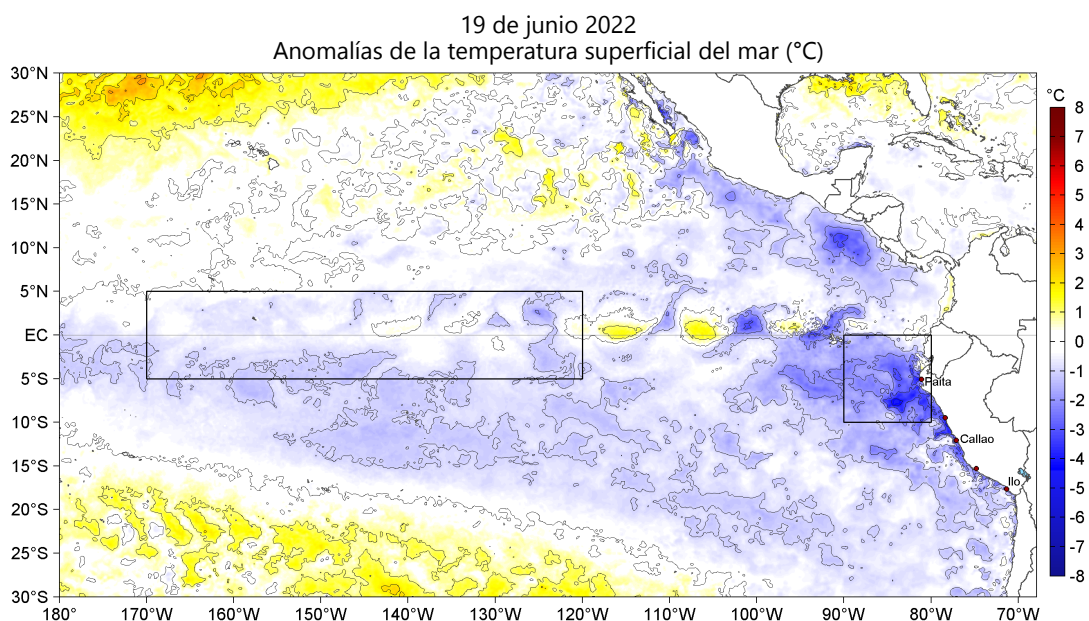 19 de junio 2022
Anomalías de la temperatura superficial del mar (°C)
30°N
25°N
20°N
15°N
10°N
5°N
EC
5°S
10°S
15°S
20°S
25°S
30°S
180
170°W
160°W
150°W
140°W
130°W
120°W
110°W
100°W
90°W
80°W
70°W
Paita
Callao
Ilo
°C
8
7
6
5
4
3
2
1
0
-1
-2
-3
-4
-5
-6
-7
-8